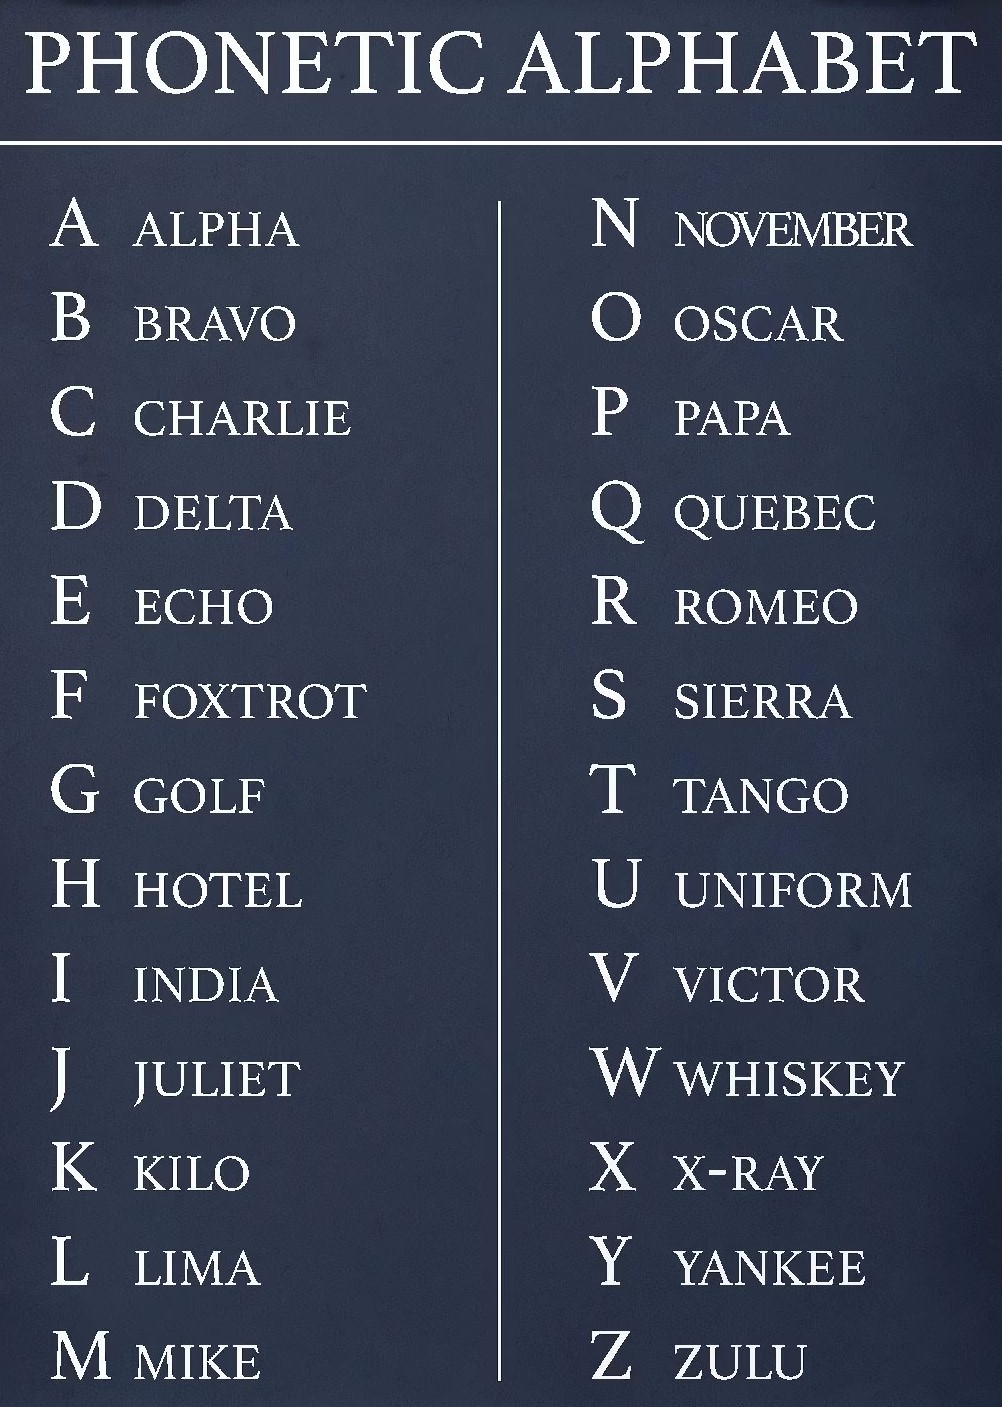 PHONETIC ALPHABET
A ALPHA
B BRAVO
C CHARLIE
D DELTA
E ECHO
F FOXTROT
G GOLF
H HOTEL
I INDIA
J JULIET
K KILO
L LIMA
M MIKE
N NOVEMBER
O OSCAR
P PAPA
Q QUEBEC
R ROMEO
S SIERRA
T TANGO
U UNIFORM
V VICTOR
W WHISKEY
X X-RAY
Y YANKEE
Z ZULU